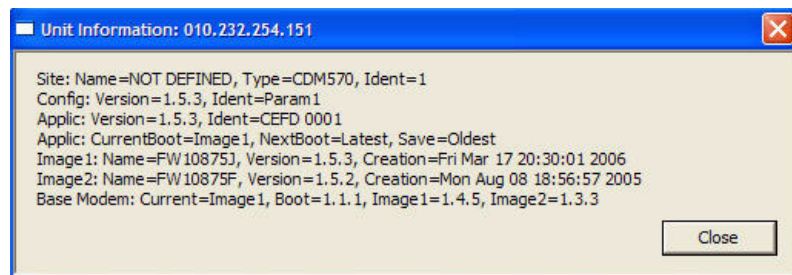 Unit Information: 010.232.254.151
Site: Name=NOT DEFINED, Type=CDM570, Ident=1
Config: Version=1.5.3, Ident=Param1
Applic: Version=1.5.3, Ident=CEFD 0001
Applic: CurrentBoot=Image1, NextBoot=Latest, Save=Oldest
Image1: Name=FW10875J, Version=1.5.3, Creation=Fri Mar 17 20:30:01 2006
Image2: Name=FW10875F, Version=1.5.2, Creation=Mon Aug 08 18:56:57 2005
Base Modem: Current=Image1, Boot=1.1.1, Image1=1.4.5, Image2=1.3.3
Close